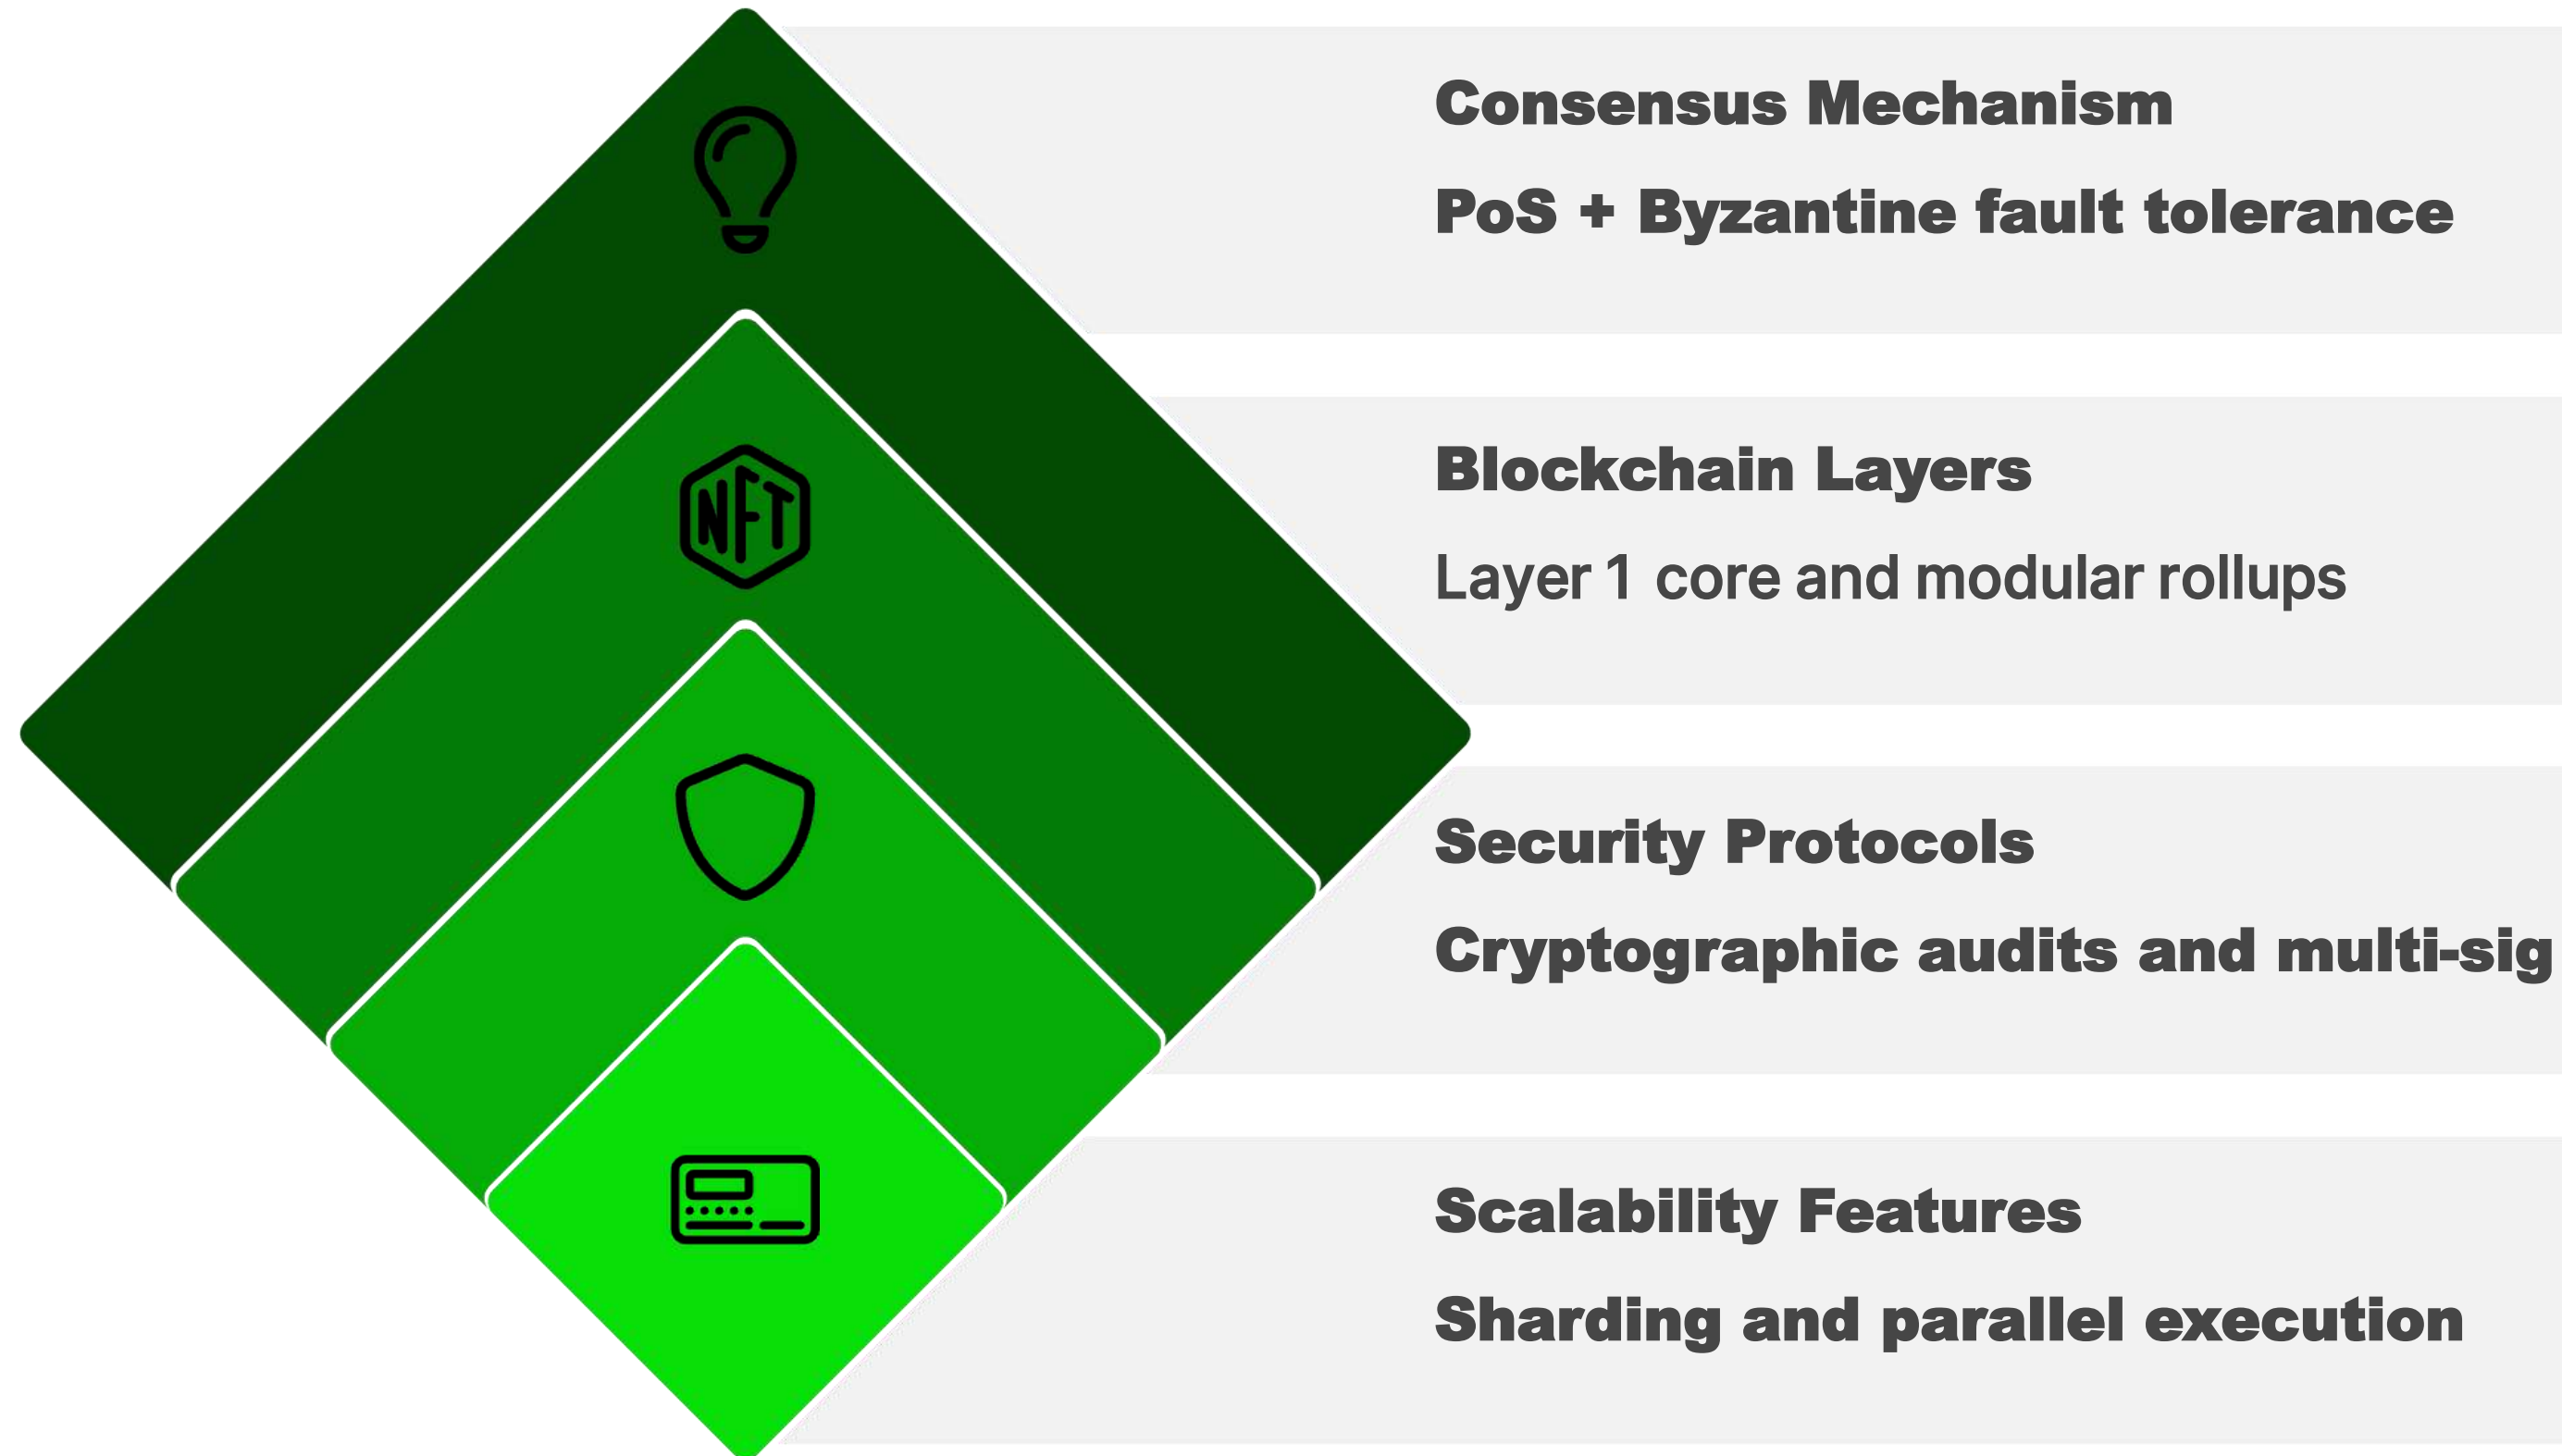 Consensus Mechanism
PoS + Byzantine fault tolerance
NFT
Blockchain Layers
Layer 1 core and modular rollups
Security Protocols
Cryptographic audits and multi-sig
Scalability Features
Sharding and parallel execution